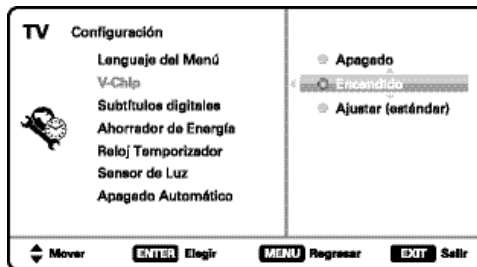 TV Configuración
Lenguaje del Menú
V-Chip
Subtítulos digitales
Ahorrador de Energía
Reloj Temporizador
Sensor de Luz
Apagado Automático
Apagado
Encendido
Ajustar (estándar)
Mover ENTER Elegir MENU Regresar EXIT Salir